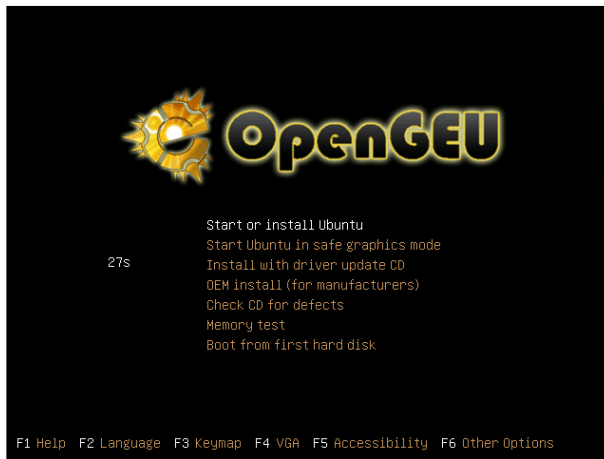 OpenGEU
Start or install Ubuntu
Start Ubuntu in safe graphics mode
27s
Install with driver update CD
OEM install (for manufacturers)
Check CD for defects
Memory test
Boot from first hard disk
F1 Help F2 Language F3 Keymap F4 VGA F5 Accessibility F6 Other Options